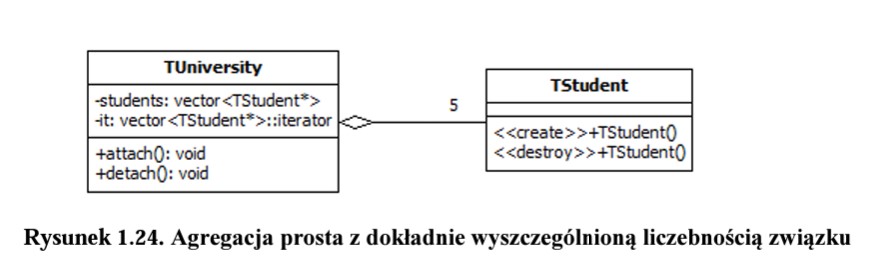 TUniversity
-students: vector<TStudent*>
-it: vector<TStudent*>::iterator
+attach(): void
+detach(): void
5
TStudent
<<create>>+TStudent()
<<destroy>>+TStudent()
Rysunek 1.24. Agregacja prosta z dokładnie wyszczególnioną liczebnością związku